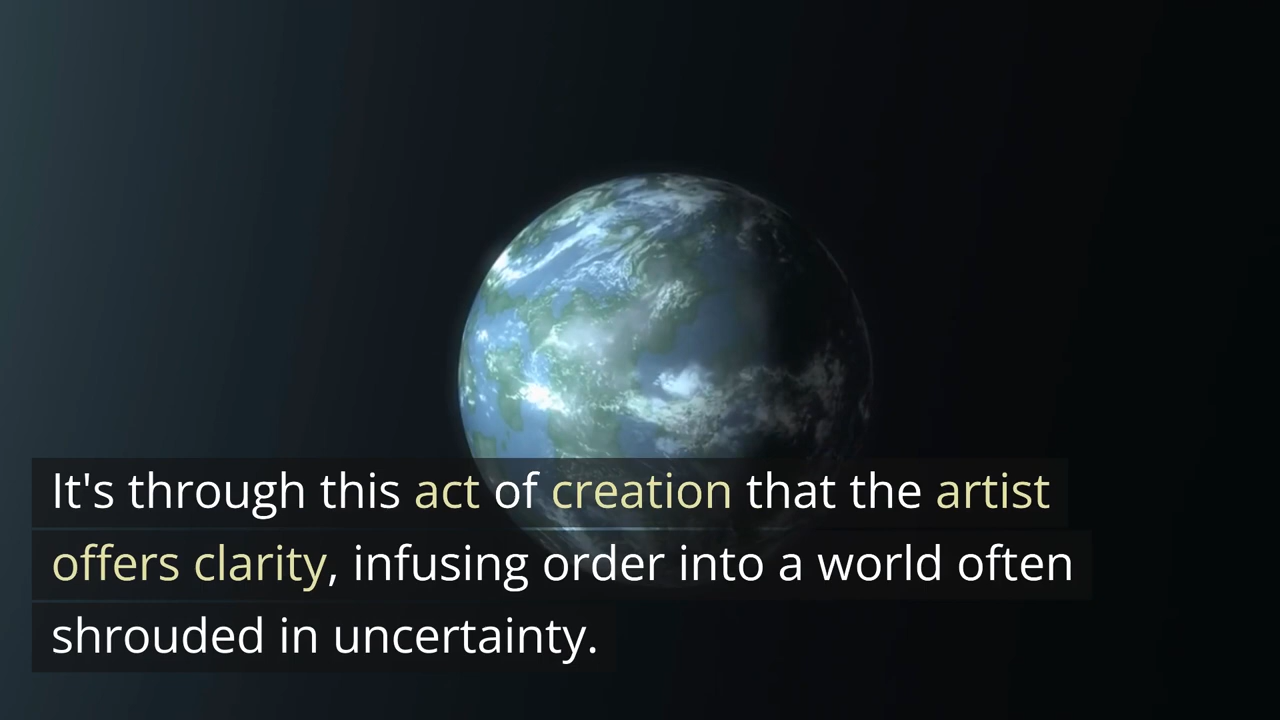 It's through this act of creation that the artist
offers clarity, infusing order into a world often
shrouded in uncertainty.